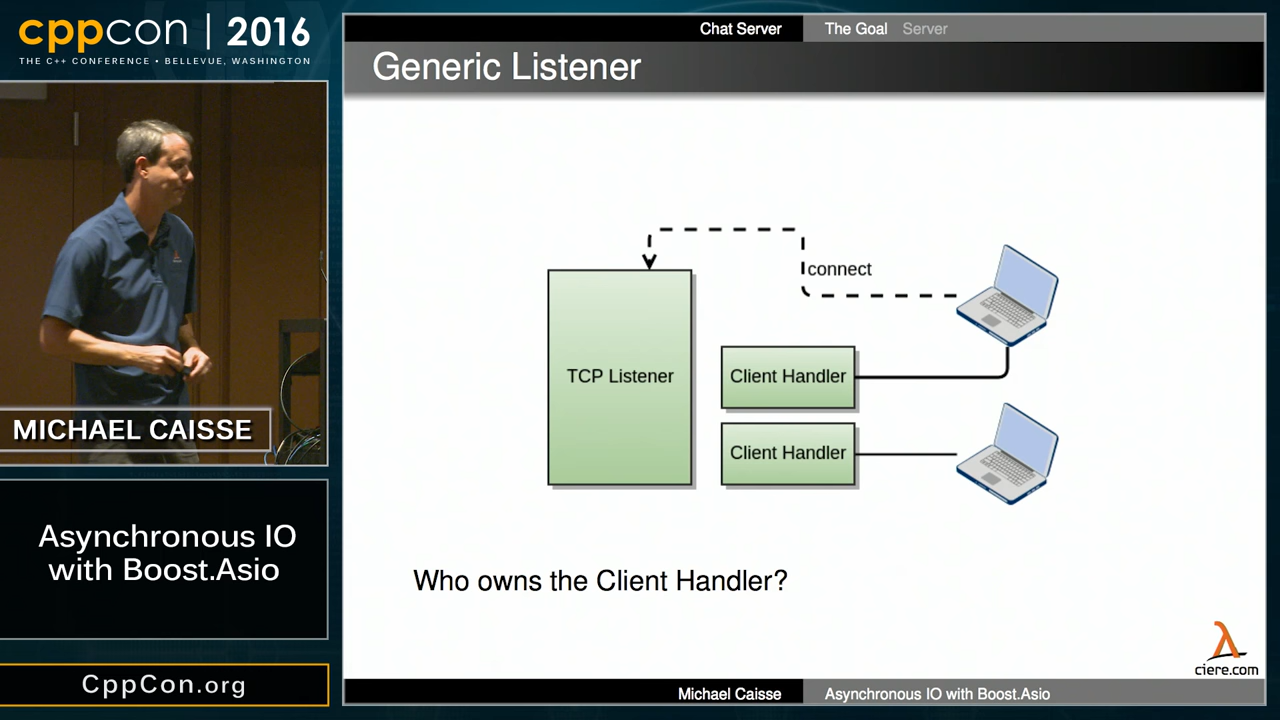 cppcon | 2016
THE C++ CONFERENCE • BELLEVUE, WASHINGTON
MICHAEL CAISSE
Asynchronous IO
with Boost.Asio
CppCon.org
Chat Server
The Goal Server
Generic Listener
connect
TCP Listener
Client Handler
Client Handler
Who owns the Client Handler?
λ
ciere.com
Michael Caisse
Asynchronous IO with Boost.Asio